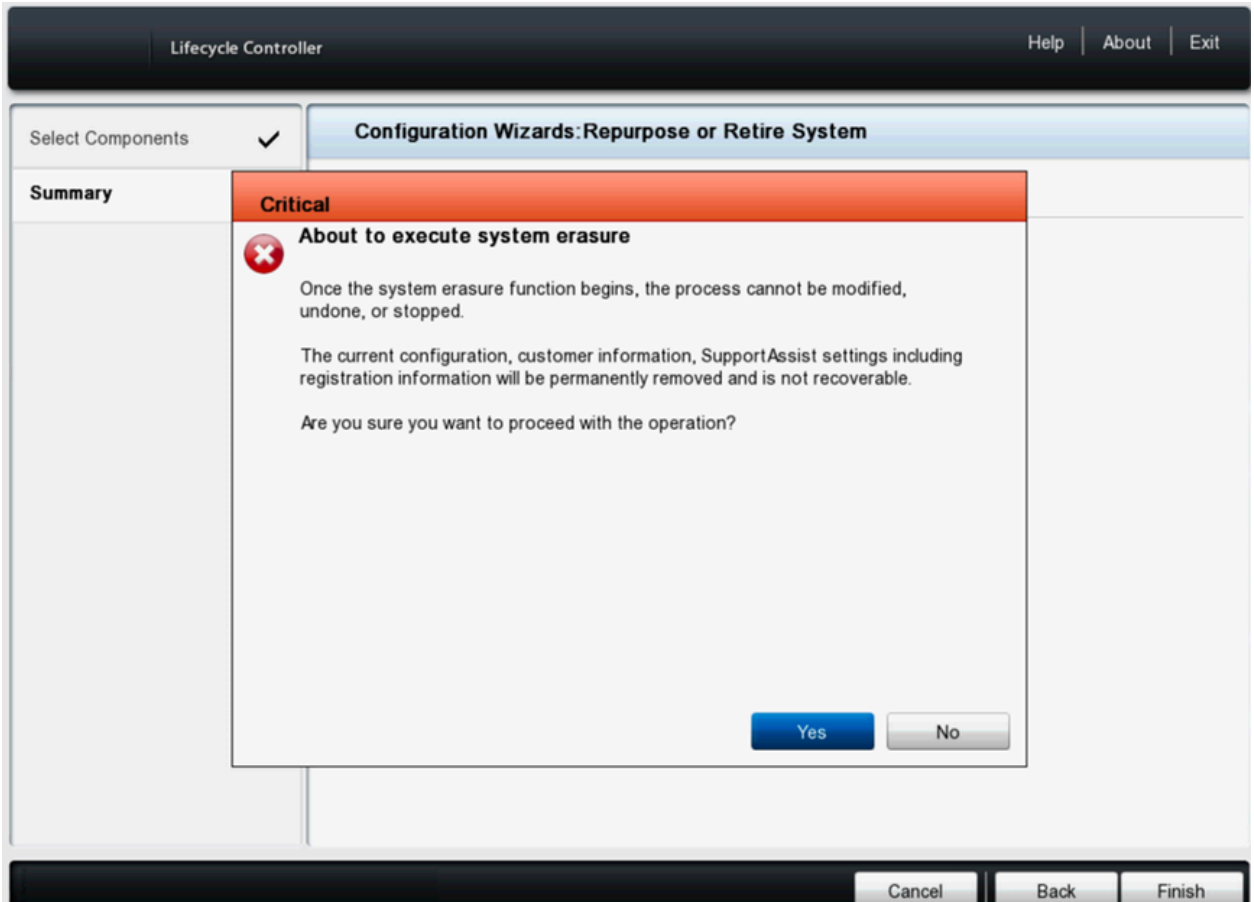 Lifecycle Controller
Help
About
Exit
Select Components
Configuration Wizards:Repurpose or Retire System
Summary
Critical
About to execute system erasure
Once the system erasure function begins, the process cannot be modified,
undone, or stopped.
The current configuration, customer information, SupportAssist settings including
registration information will be permanently removed and is not recoverable.
Are you sure you want to proceed with the operation?
Yes
No
Cancel
Back
Finish